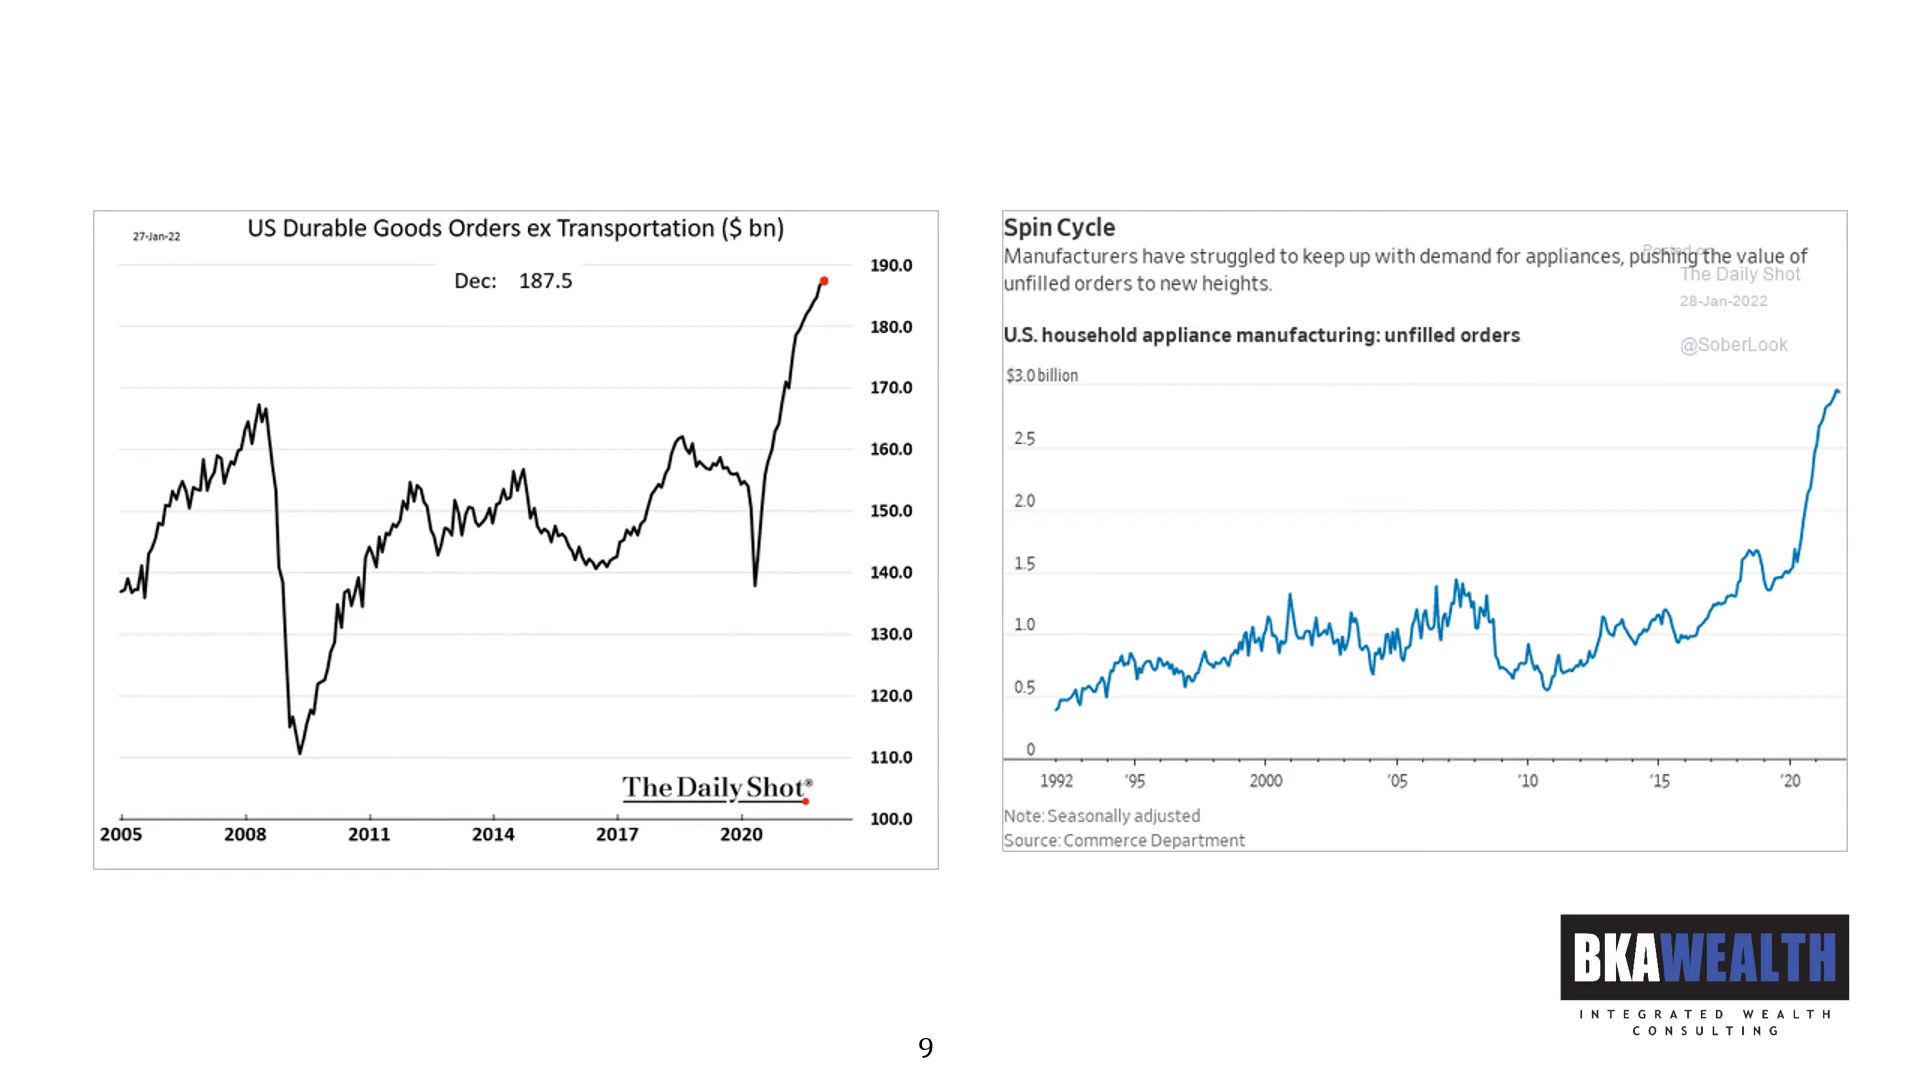 US Durable Goods Orders ex Transportation ($ bn)
27-Jan-22
Dec: 187.5
190.0
180.0
170.0
160.0
150.0
140.0
130.0
120.0
110.0
100.0
The Daily Shot®
2005 2008 2011 2014 2017 2020
Spin Cycle
Manufacturers have struggled to keep up with demand for appliances, pushing the value of
unfilled orders to new heights.
Posted on
The Daily Shot
28-Jan-2022
@SoberLook
U.S. household appliance manufacturing: unfilled orders
$3.0 billion
2.5
2.0
1.5
1.0
0.5
0
1992 '95 2000 '05 '10 '15 '20
Note: Seasonally adjusted
Source: Commerce Department
BKAWEALTH
INTEGRATED WEALTH
CONSULTING
9